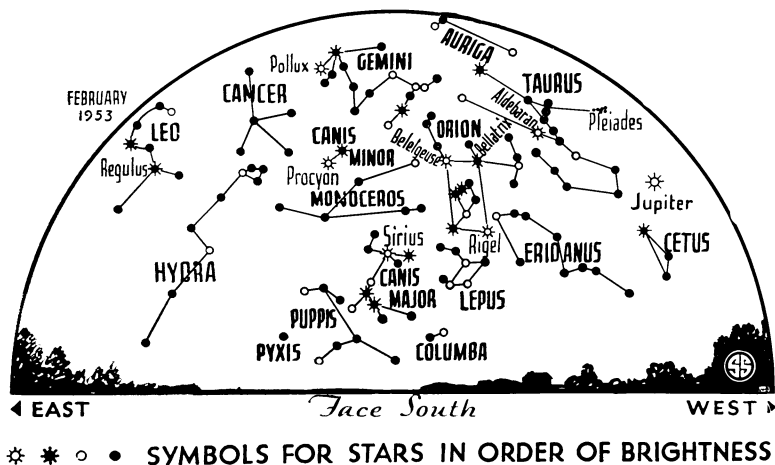 AURIGA
Pollux
GEMINI
TAURUS
FEBRUARY
1953
CANCER
Aldebaran
Pleiades
LEO
CANIS
MINOR
ORION
Bellatrix
Betelgeuse
Regulus
Procyon
MONOCEROS
Jupiter
Sirius
Rigel
ERIDANUS
CETUS
HYDRA
CANIS
MAJOR
LEPUS
PUPPIS
PYXIS
COLUMBA
SS
EAST
Face South
WEST
SYMBOLS FOR STARS IN ORDER OF BRIGHTNESS